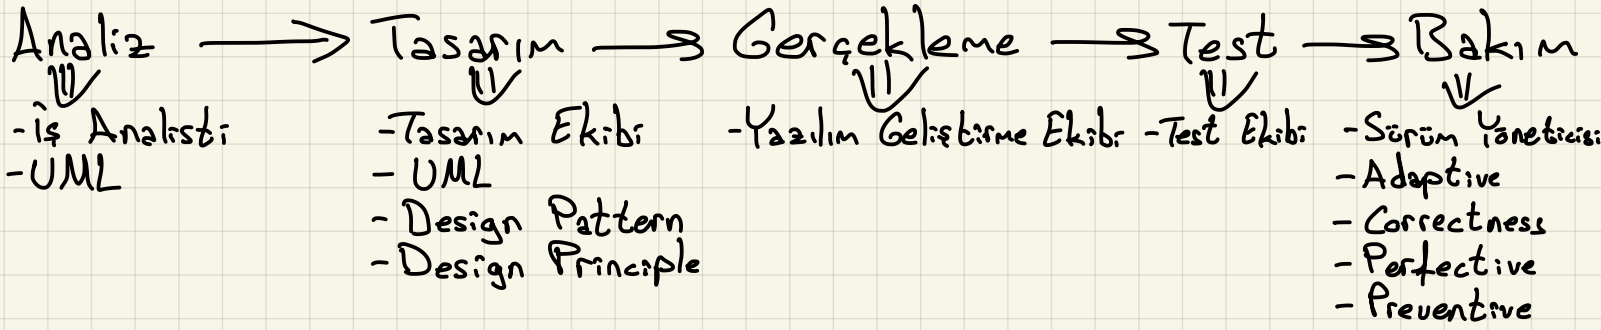 Analiz → Tasarım → Gerçekleme → Test → Bakım
-İş Analisti
-UML
-Tasarım Ekibi
- UML
- Design Pattern
- Design Principle
-Yazılım Geliştirme Ekibi
-Test Ekibi
-Sürüm Yöneticisi
-Adaptive
- Correctness
- Perfective
- Preventive